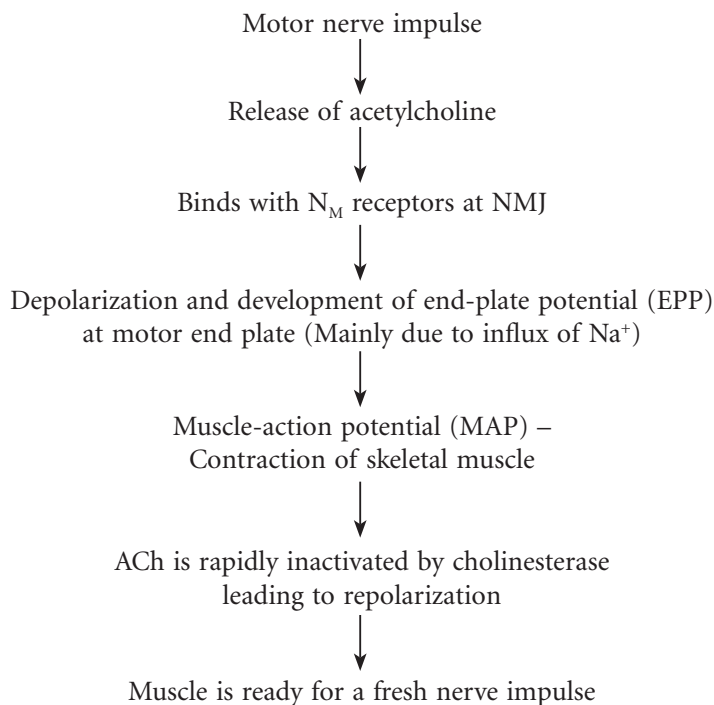 Motor nerve impulse
Release of acetylcholine
Binds with N_M receptors at NMJ
Depolarization and development of end-plate potential (EPP)
at motor end plate (Mainly due to influx of Na⁺)
Muscle-action potential (MAP) –
Contraction of skeletal muscle
ACh is rapidly inactivated by cholinesterase
leading to repolarization
Muscle is ready for a fresh nerve impulse